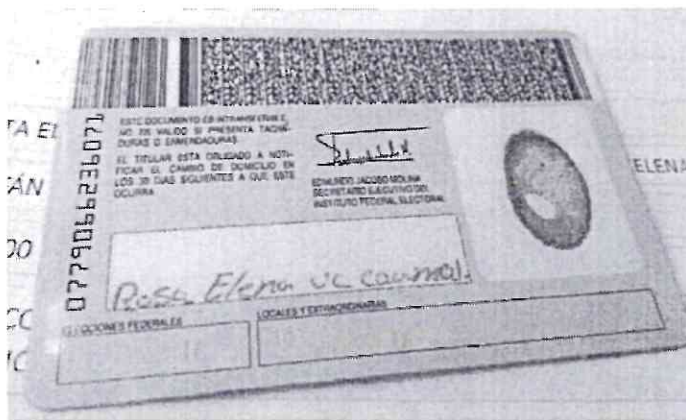 TA EL
ÁN
00
CC
ELENA
0779066236071
ESTE DOCUMENTO ES INTRANSFERIBLE,
NO ES VALIDO SI PRESENTA TACHA-
DURAS O ENMENDADURAS.
EL TITULAR ESTA OBLIGADO A NOTI-
FICAR EL CAMBIO DE DOMICILIO EN
LOS 30 DIAS SIGUIENTES A QUE ESTE
OCURRA.
EDMUNDO JACOBO MOLINA
SECRETARIO EJECUTIVO DEL
INSTITUTO FEDERAL ELECTORAL
Rosa Elena Uc caamal.
ELECCIONES FEDERALES
LOCALES Y EXTRAORDINARIAS